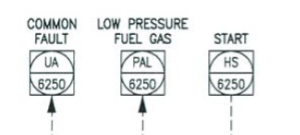 COMMON
FAULT
LOW PRESSURE
FUEL GAS
START
UA
6250
PAL
6250
HS
6250